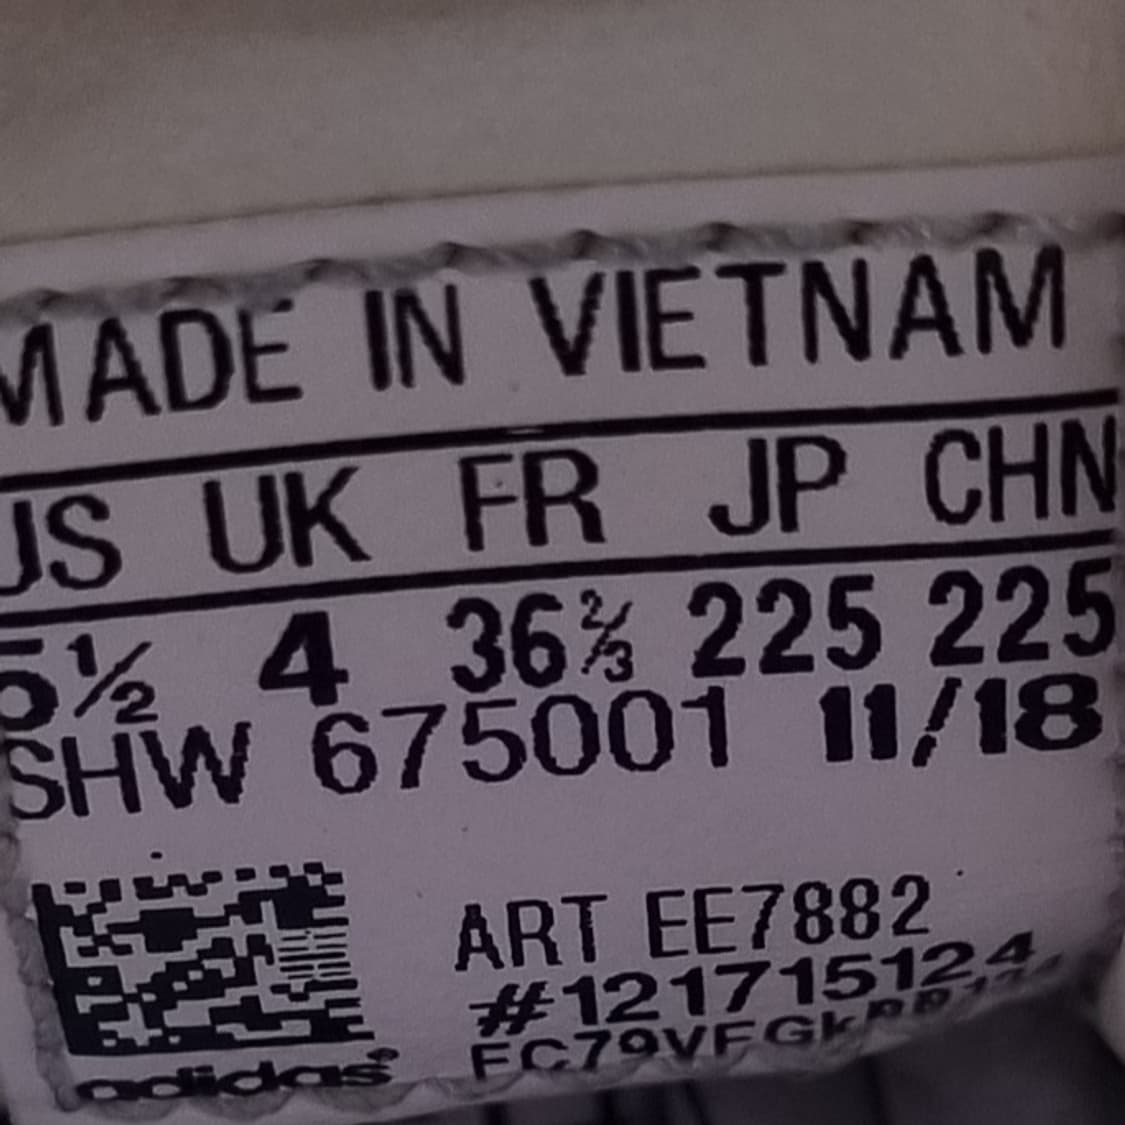 MADE IN VIETNAM
US UK FR JP CHN
5½ 4 36⅔ 225 225
SHW 675001 11/18
ART EE7882
#121715124
adidas®